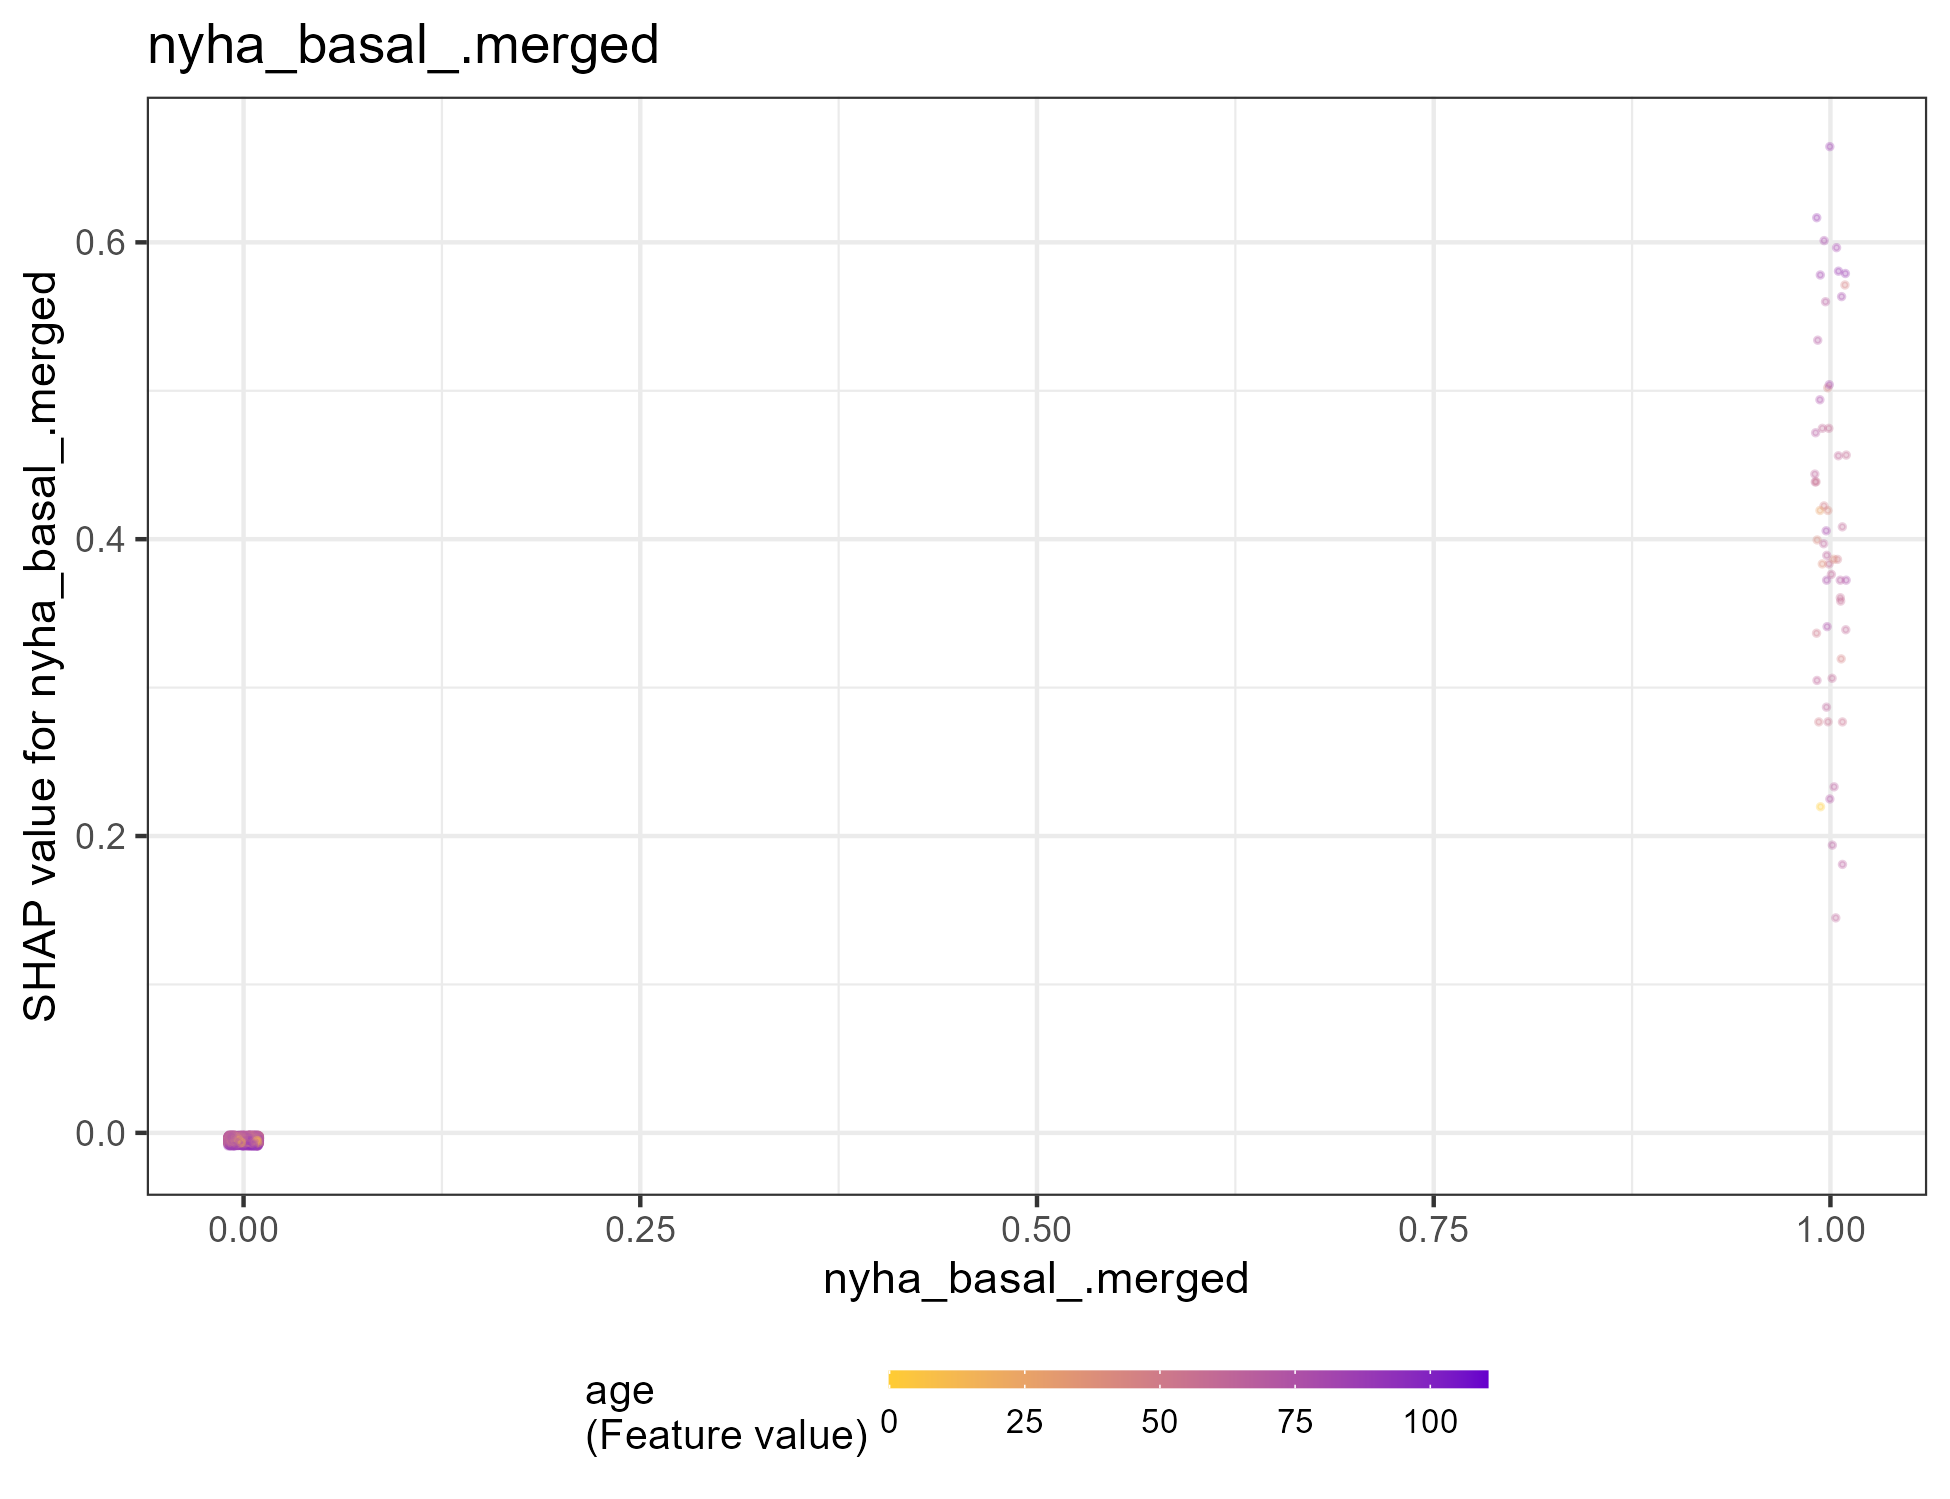 nyha_basal_.merged
SHAP value for nyha_basal_.merged
0.6
0.4
0.2
0.0
0.00 0.25 0.50 0.75 1.00
nyha_basal_.merged
age
(Feature value)
0 25 50 75 100